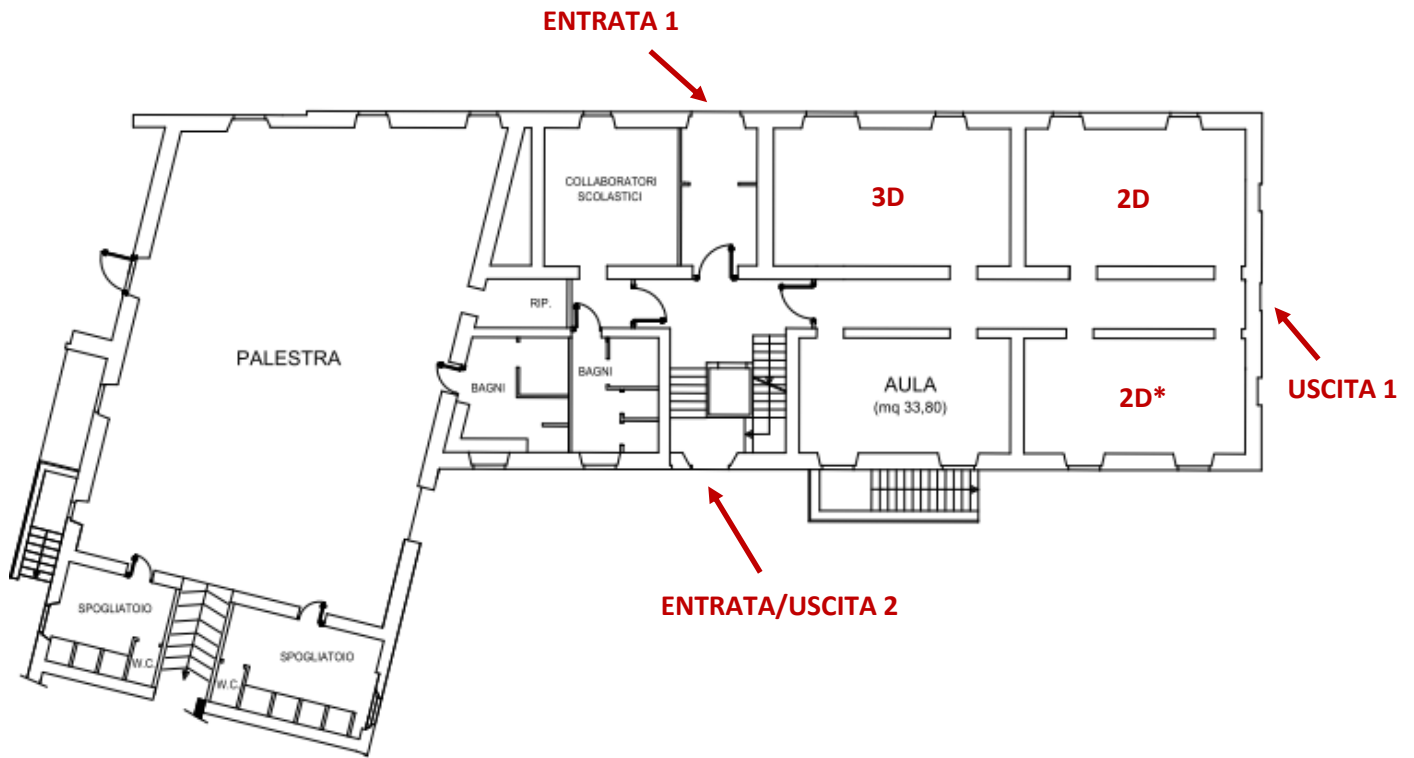 ENTRATA 1
COLLABORATORI
SCOLASTICI
3D
2D
RIP.
PALESTRA
BAGNI
BAGNI
AULA
(mq 33,80)
2D*
USCITA 1
ENTRATA/USCITA 2
SPOGLIATOIO
W.C.
SPOGLIATOIO
W.C.